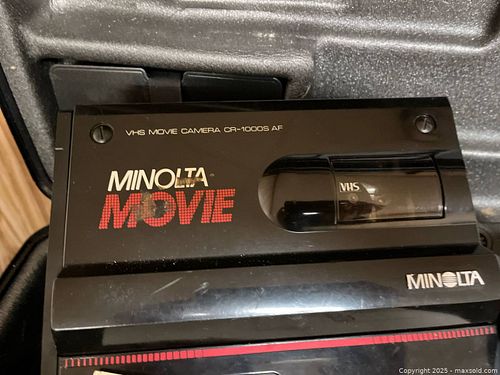 VHS MOVIE CAMERA CR-1000S AF
MINOLTA
MOVIE
VHS
MINOLTA
Copyright 2025 - maxsold.com